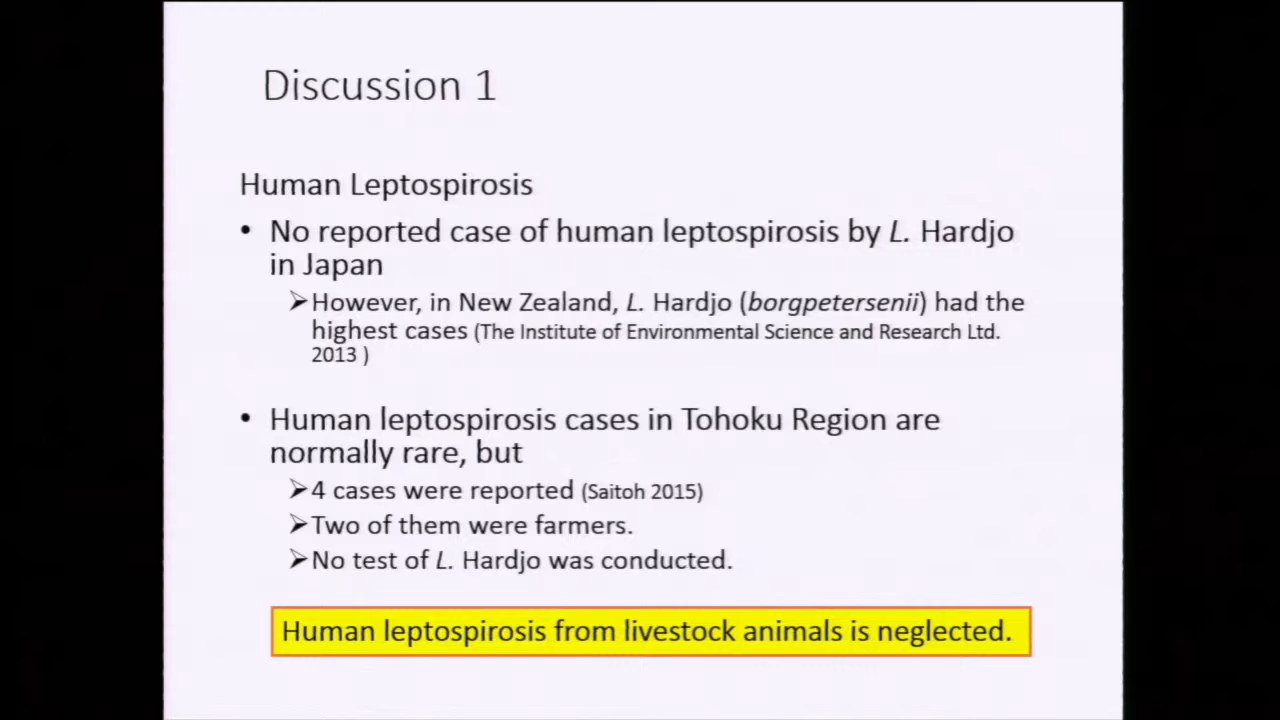 Discussion 1
Human Leptospirosis
• No reported case of human leptospirosis by L. Hardjo
in Japan
➢However, in New Zealand, L. Hardjo (borgpetersenii) had the
highest cases (The Institute of Environmental Science and Research Ltd.
2013 )
• Human leptospirosis cases in Tohoku Region are
normally rare, but
➢4 cases were reported (Saitoh 2015)
➢Two of them were farmers.
➢No test of L. Hardjo was conducted.
Human leptospirosis from livestock animals is neglected.